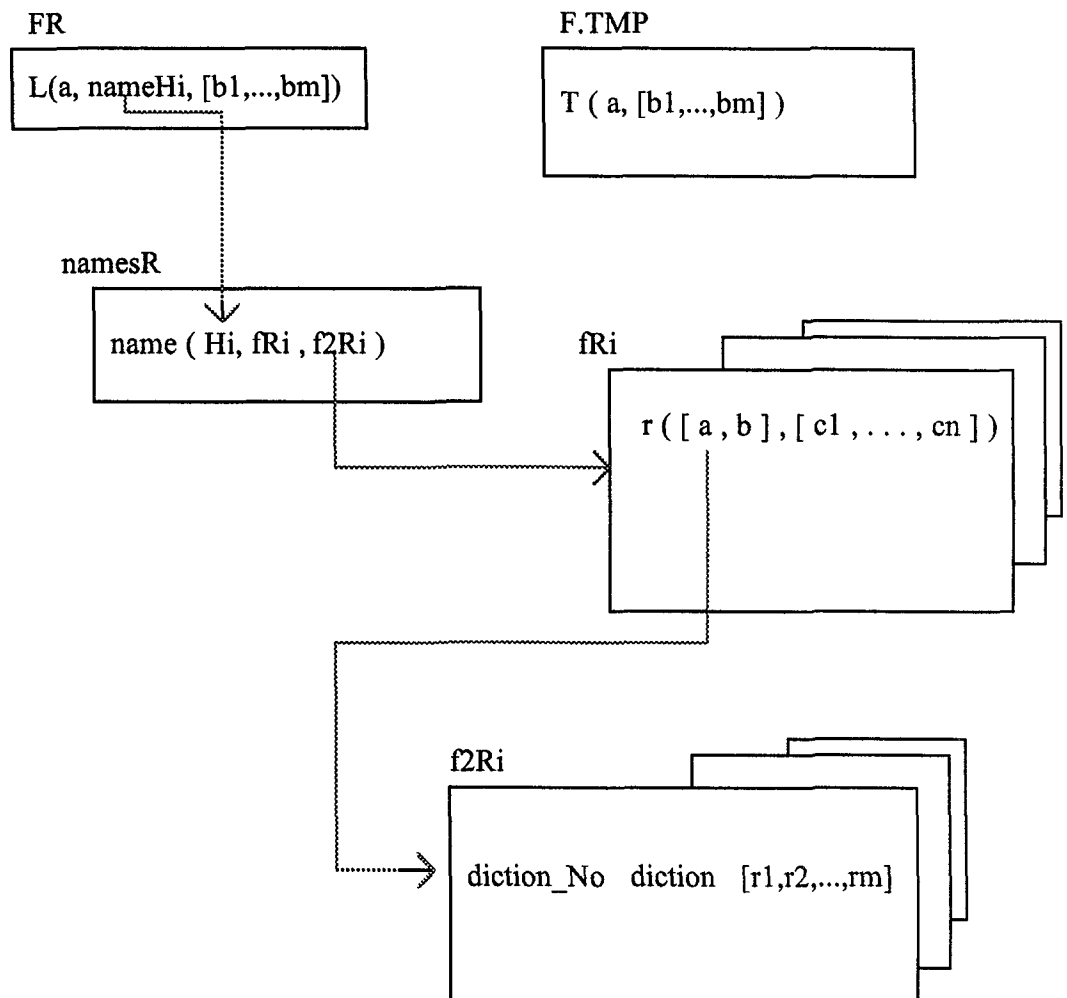 FR
F.TMP
L(a, nameHi, [b1,...,bm])
T ( a, [b1,...,bm] )
namesR
name ( Hi, fRi , f2Ri )
fRi
r ( [ a , b ] , [ c1 , . . . , cn ] )
f2Ri
diction_No diction [r1,r2,...,rm]